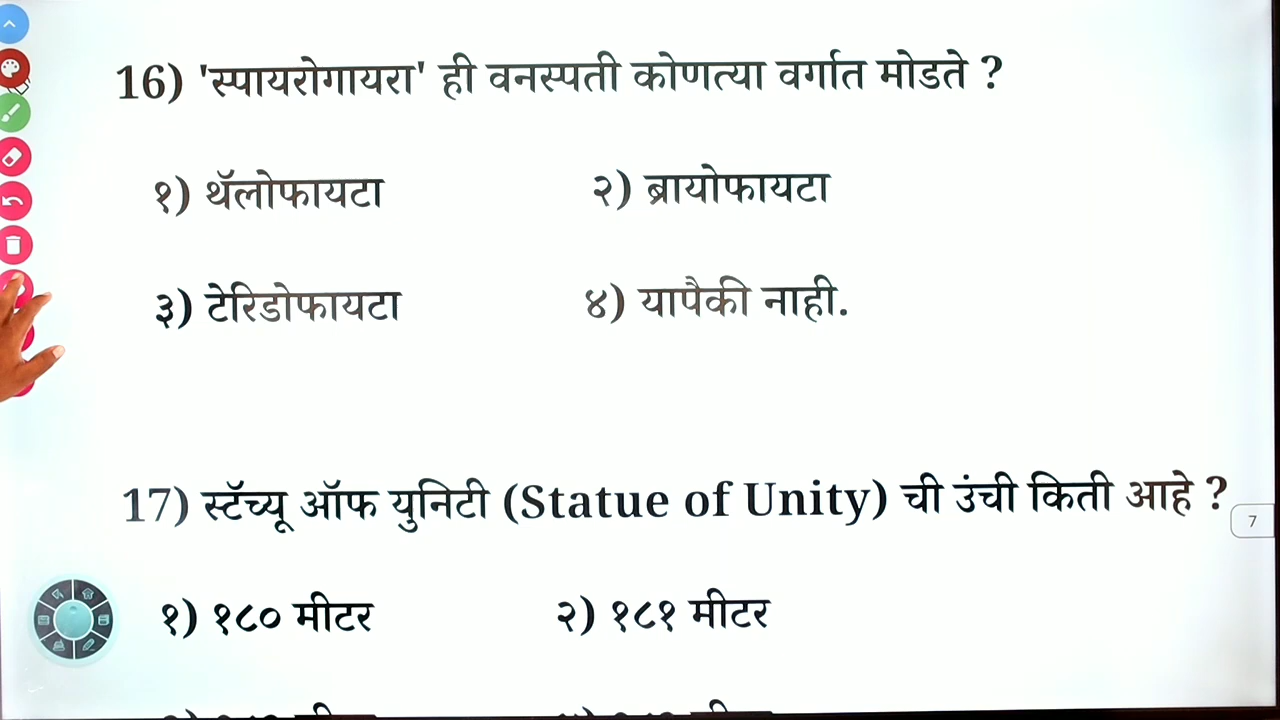 16) 'स्पायरोगायरा' ही वनस्पती कोणत्या वर्गात मोडते ?
१) थॅलोफायटा २) ब्रायोफायटा
३) टेरिडोफायटा ४) यापैकी नाही.
17) स्टॅच्यू ऑफ युनिटी (Statue of Unity) ची उंची किती आहे ?
7
१) १८० मीटर २) १८१ मीटर